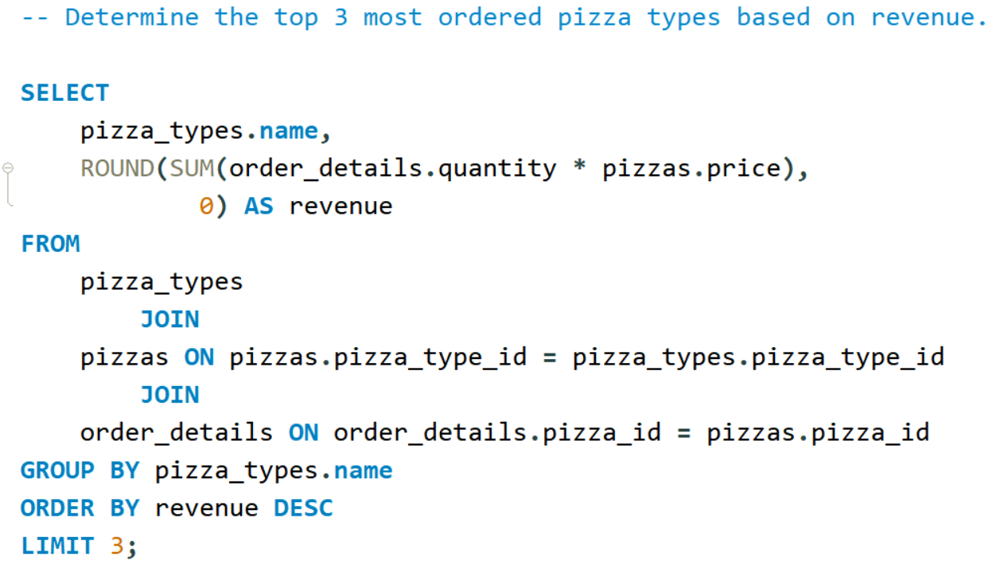 -- Determine the top 3 most ordered pizza types based on revenue.
SELECT
pizza_types.name,
ROUND(SUM(order_details.quantity * pizzas.price),
0) AS revenue
FROM
pizza_types
JOIN
pizzas ON pizzas.pizza_type_id = pizza_types.pizza_type_id
JOIN
order_details ON order_details.pizza_id = pizzas.pizza_id
GROUP BY pizza_types.name
ORDER BY revenue DESC
LIMIT 3;